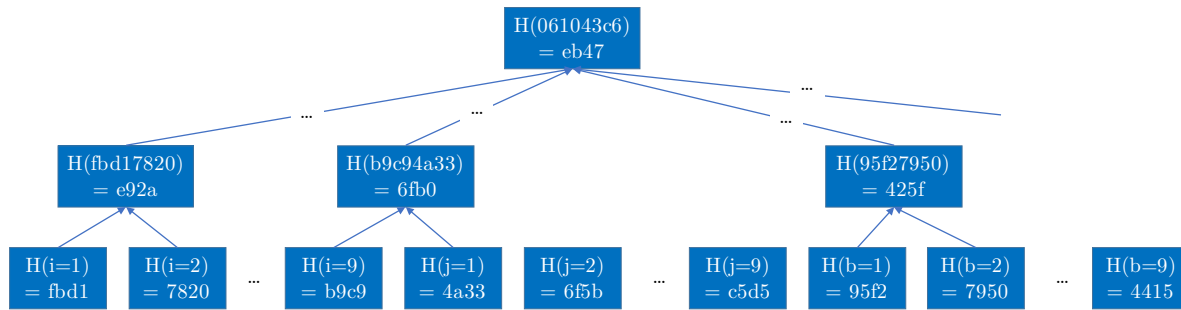 H(061043c6)
= eb47
...
...
...
...
H(fbd17820)
= e92a
H(b9c94a33)
= 6fb0
H(95f27950)
= 425f
H(i=1)
= fbd1
H(i=2)
= 7820
...
H(i=9)
= b9c9
H(j=1)
= 4a33
H(j=2)
= 6f5b
...
H(j=9)
= c5d5
H(b=1)
= 95f2
H(b=2)
= 7950
...
H(b=9)
= 4415